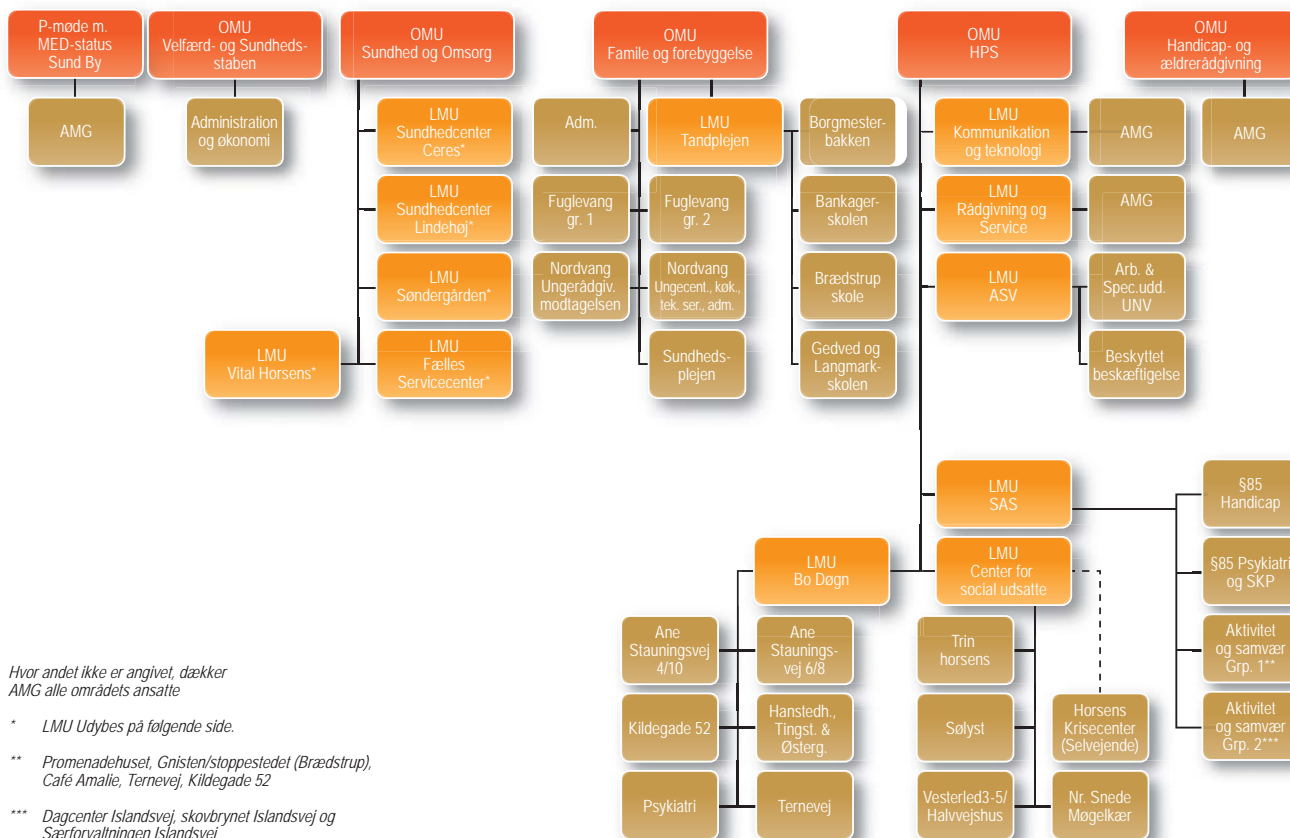 P-møde m.
MED-status
Sund By
OMU
Velfærd- og Sundheds-
staben
OMU
Sundhed og Omsorg
OMU
Famile og forebyggelse
OMU
HPS
OMU
Handicap- og
ældrerådgivning
AMG
Administration
og økonomi
LMU
Sundhedcenter
Ceres*
Adm.
LMU
Tandplejen
Borgmester-
bakken
LMU
Kommunikation
og teknologi
AMG
AMG
LMU
Sundhedcenter
Lindehøj*
Fuglevang
gr. 1
Fuglevang
gr. 2
Bankager-
skolen
LMU
Rådgivning og
Service
AMG
LMU
Søndergården*
Nordvang
Ungerådgiv.
modtagelsen
Nordvang
Ungecent., køk.,
tek. ser., adm.
Brædstrup
skole
LMU
ASV
Arb. &
Spec.udd.
UNV
LMU
Vital Horsens*
LMU
Fælles
Servicecenter*
Sundheds-
plejen
Gedved og
Langmark-
skolen
Beskyttet
beskæftigelse
LMU
SAS
§85
Handicap
LMU
Bo Døgn
LMU
Center for
social udsatte
§85 Psykiatri
og SKP
Ane
Stauningsvej
4/10
Ane
Staunings-
vej 6/8
Trin
horsens
Aktivitet
og samvær
Grp. 1**
Kildegade 52
Hanstedh.,
Tingst. &
Østerg.
Sølyst
Horsens
Krisecenter
(Selvejende)
Aktivitet
og samvær
Grp. 2***
Psykiatri
Ternevej
Vesterled3-5/
Halvvejshus
Nr. Snede
Møgelkær
Hvor andet ikke er angivet, dækker
AMG alle områdets ansatte
* LMU Udybes på følgende side.
** Promenadehuset, Gnisten/stoppestedet (Brædstrup),
Café Amalie, Ternevej, Kildegade 52
*** Dagcenter Islandsvej, skovbrynet Islandsvej og
Særforvaltningen Islandsvej